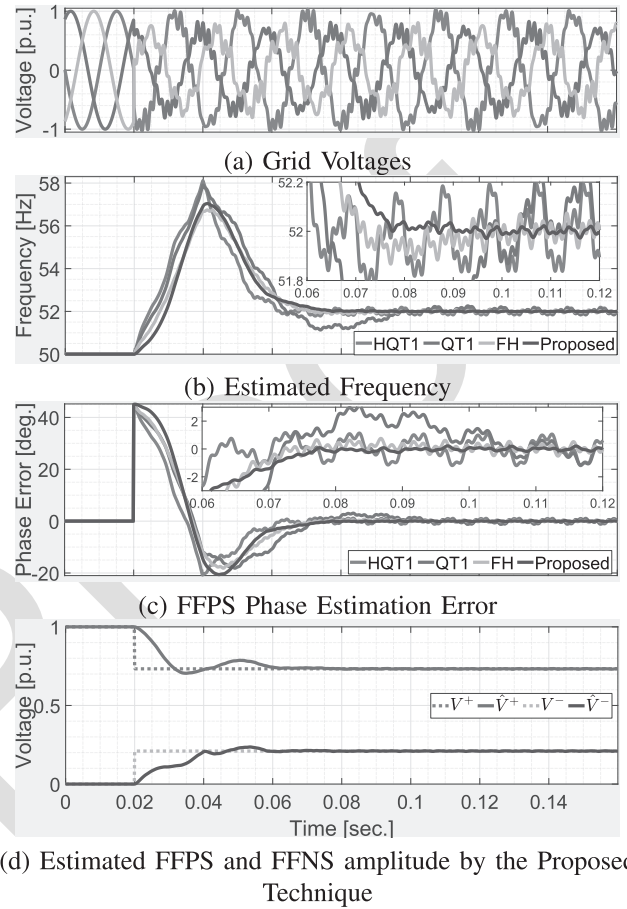 Voltage [p.u.]
1
0
-1
(a) Grid Voltages
Frequency [Hz]
58
56
54
52
50
52.2
52
51.8
0.06 0.07 0.08 0.09 0.1 0.11 0.12
HQT1 QT1 FH Proposed
(b) Estimated Frequency
Phase Error [deg.]
40
20
0
-20
2
0
-2
0.06 0.07 0.08 0.09 0.1 0.11 0.12
HQT1 QT1 FH Proposed
(c) FFPS Phase Estimation Error
Voltage [p.u.]
1
0.5
0
V⁺ V̂⁺ V⁻ V̂⁻
0 0.02 0.04 0.06 0.08 0.1 0.12 0.14
Time [sec.]
(d) Estimated FFPS and FFNS amplitude by the Proposed
Technique